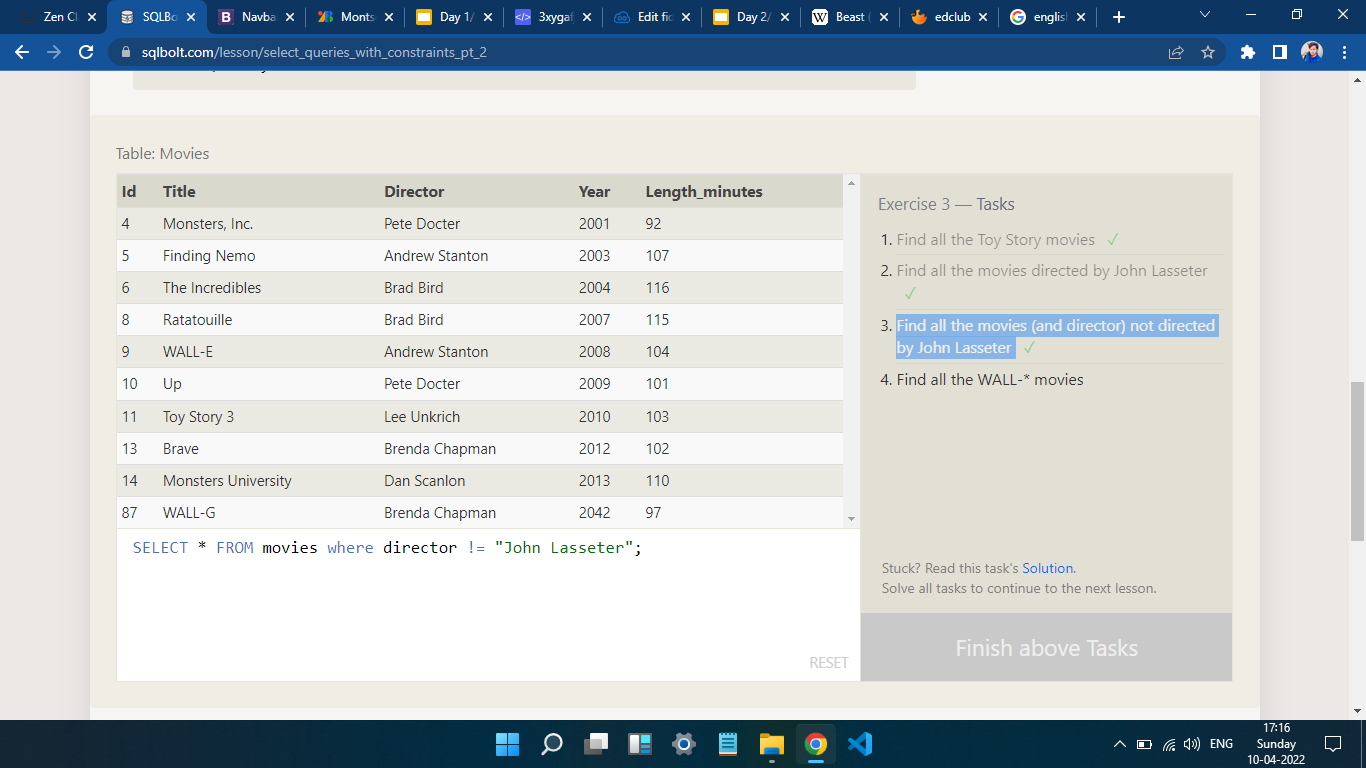 Zen Cla
SQLBo
Navba
Monts
Day 1/
3xygaf
Edit fid
Day 2/
Beast (
edclub
english
sqlbolt.com/lesson/select_queries_with_constraints_pt_2
Table: Movies
Id Title Director Year Length_minutes
4 Monsters, Inc. Pete Docter 2001 92
5 Finding Nemo Andrew Stanton 2003 107
6 The Incredibles Brad Bird 2004 116
8 Ratatouille Brad Bird 2007 115
9 WALL-E Andrew Stanton 2008 104
10 Up Pete Docter 2009 101
11 Toy Story 3 Lee Unkrich 2010 103
13 Brave Brenda Chapman 2012 102
14 Monsters University Dan Scanlon 2013 110
87 WALL-G Brenda Chapman 2042 97
SELECT * FROM movies where director != "John Lasseter";
RESET
Exercise 3 — Tasks
1. Find all the Toy Story movies ✓
2. Find all the movies directed by John Lasseter
✓
3. Find all the movies (and director) not directed
by John Lasseter ✓
4. Find all the WALL-* movies
Stuck? Read this task's Solution.
Solve all tasks to continue to the next lesson.
Finish above Tasks
ENG
17:16
Sunday
10-04-2022